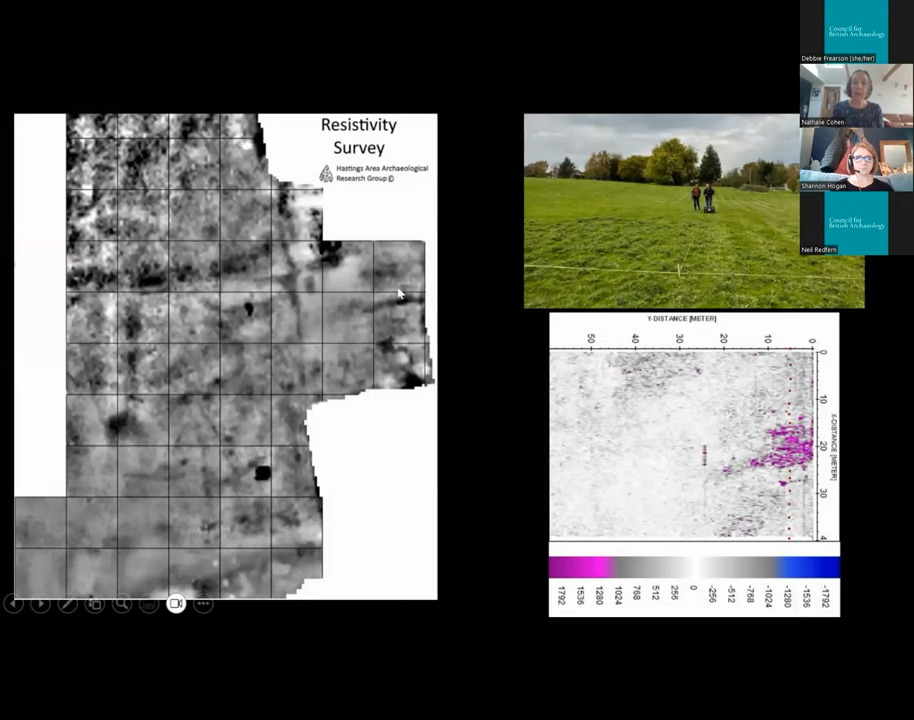 Resistivity
Survey
Hastings Area Archaeological
Research Group ©
Y-DISTANCE [METER]
50
40
30
20
10
0
0
10
20
30
4
X-DISTANCE [METER]
1792
1536
1280
1024
768
512
256
0
-256
-512
-768
-1024
-1280
-1536
-1792
Council for
British Archaeology
Debbie Frearson [she/her]
Nathalie Cohen
Shannon Hogan
Council for
British Archaeology
Neil Redfern